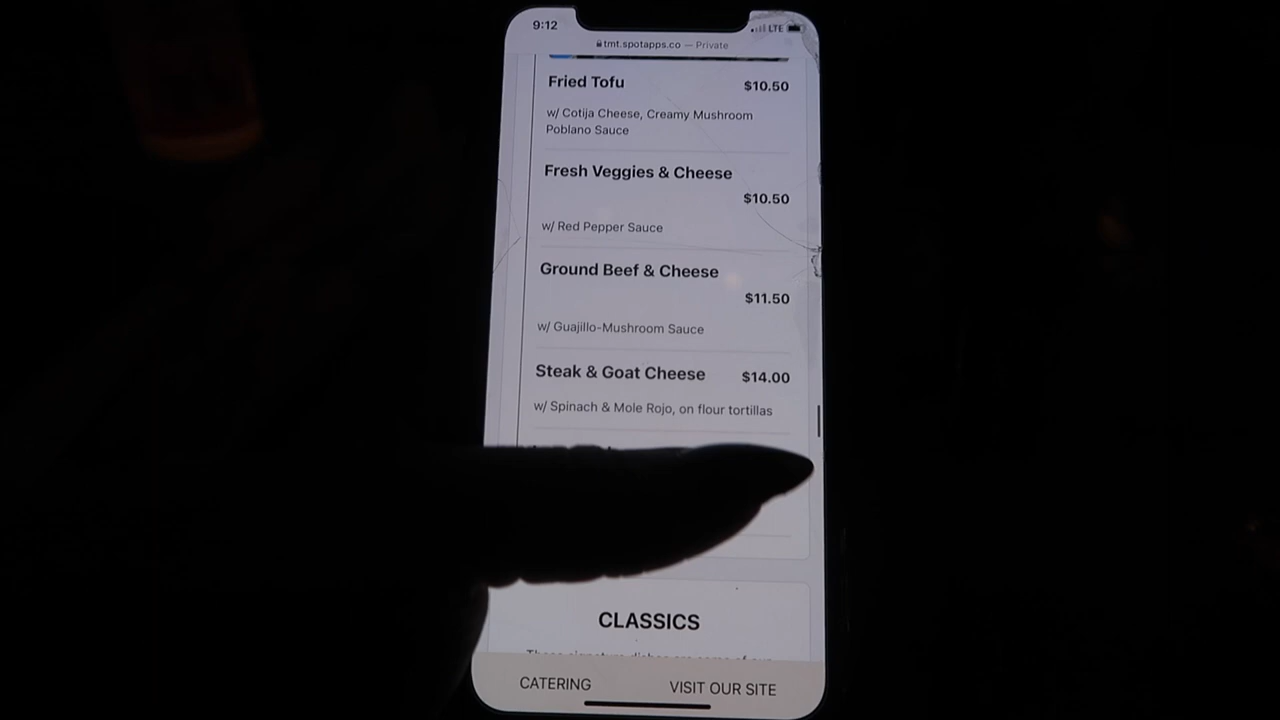 9:12
LTE
tmt.spotapps.co — Private
Fried Tofu
$10.50
w/ Cotija Cheese, Creamy Mushroom
Poblano Sauce
Fresh Veggies & Cheese
$10.50
w/ Red Pepper Sauce
Ground Beef & Cheese
$11.50
w/ Guajillo-Mushroom Sauce
Steak & Goat Cheese
$14.00
w/ Spinach & Mole Rojo, on flour tortillas
CLASSICS
CATERING
VISIT OUR SITE